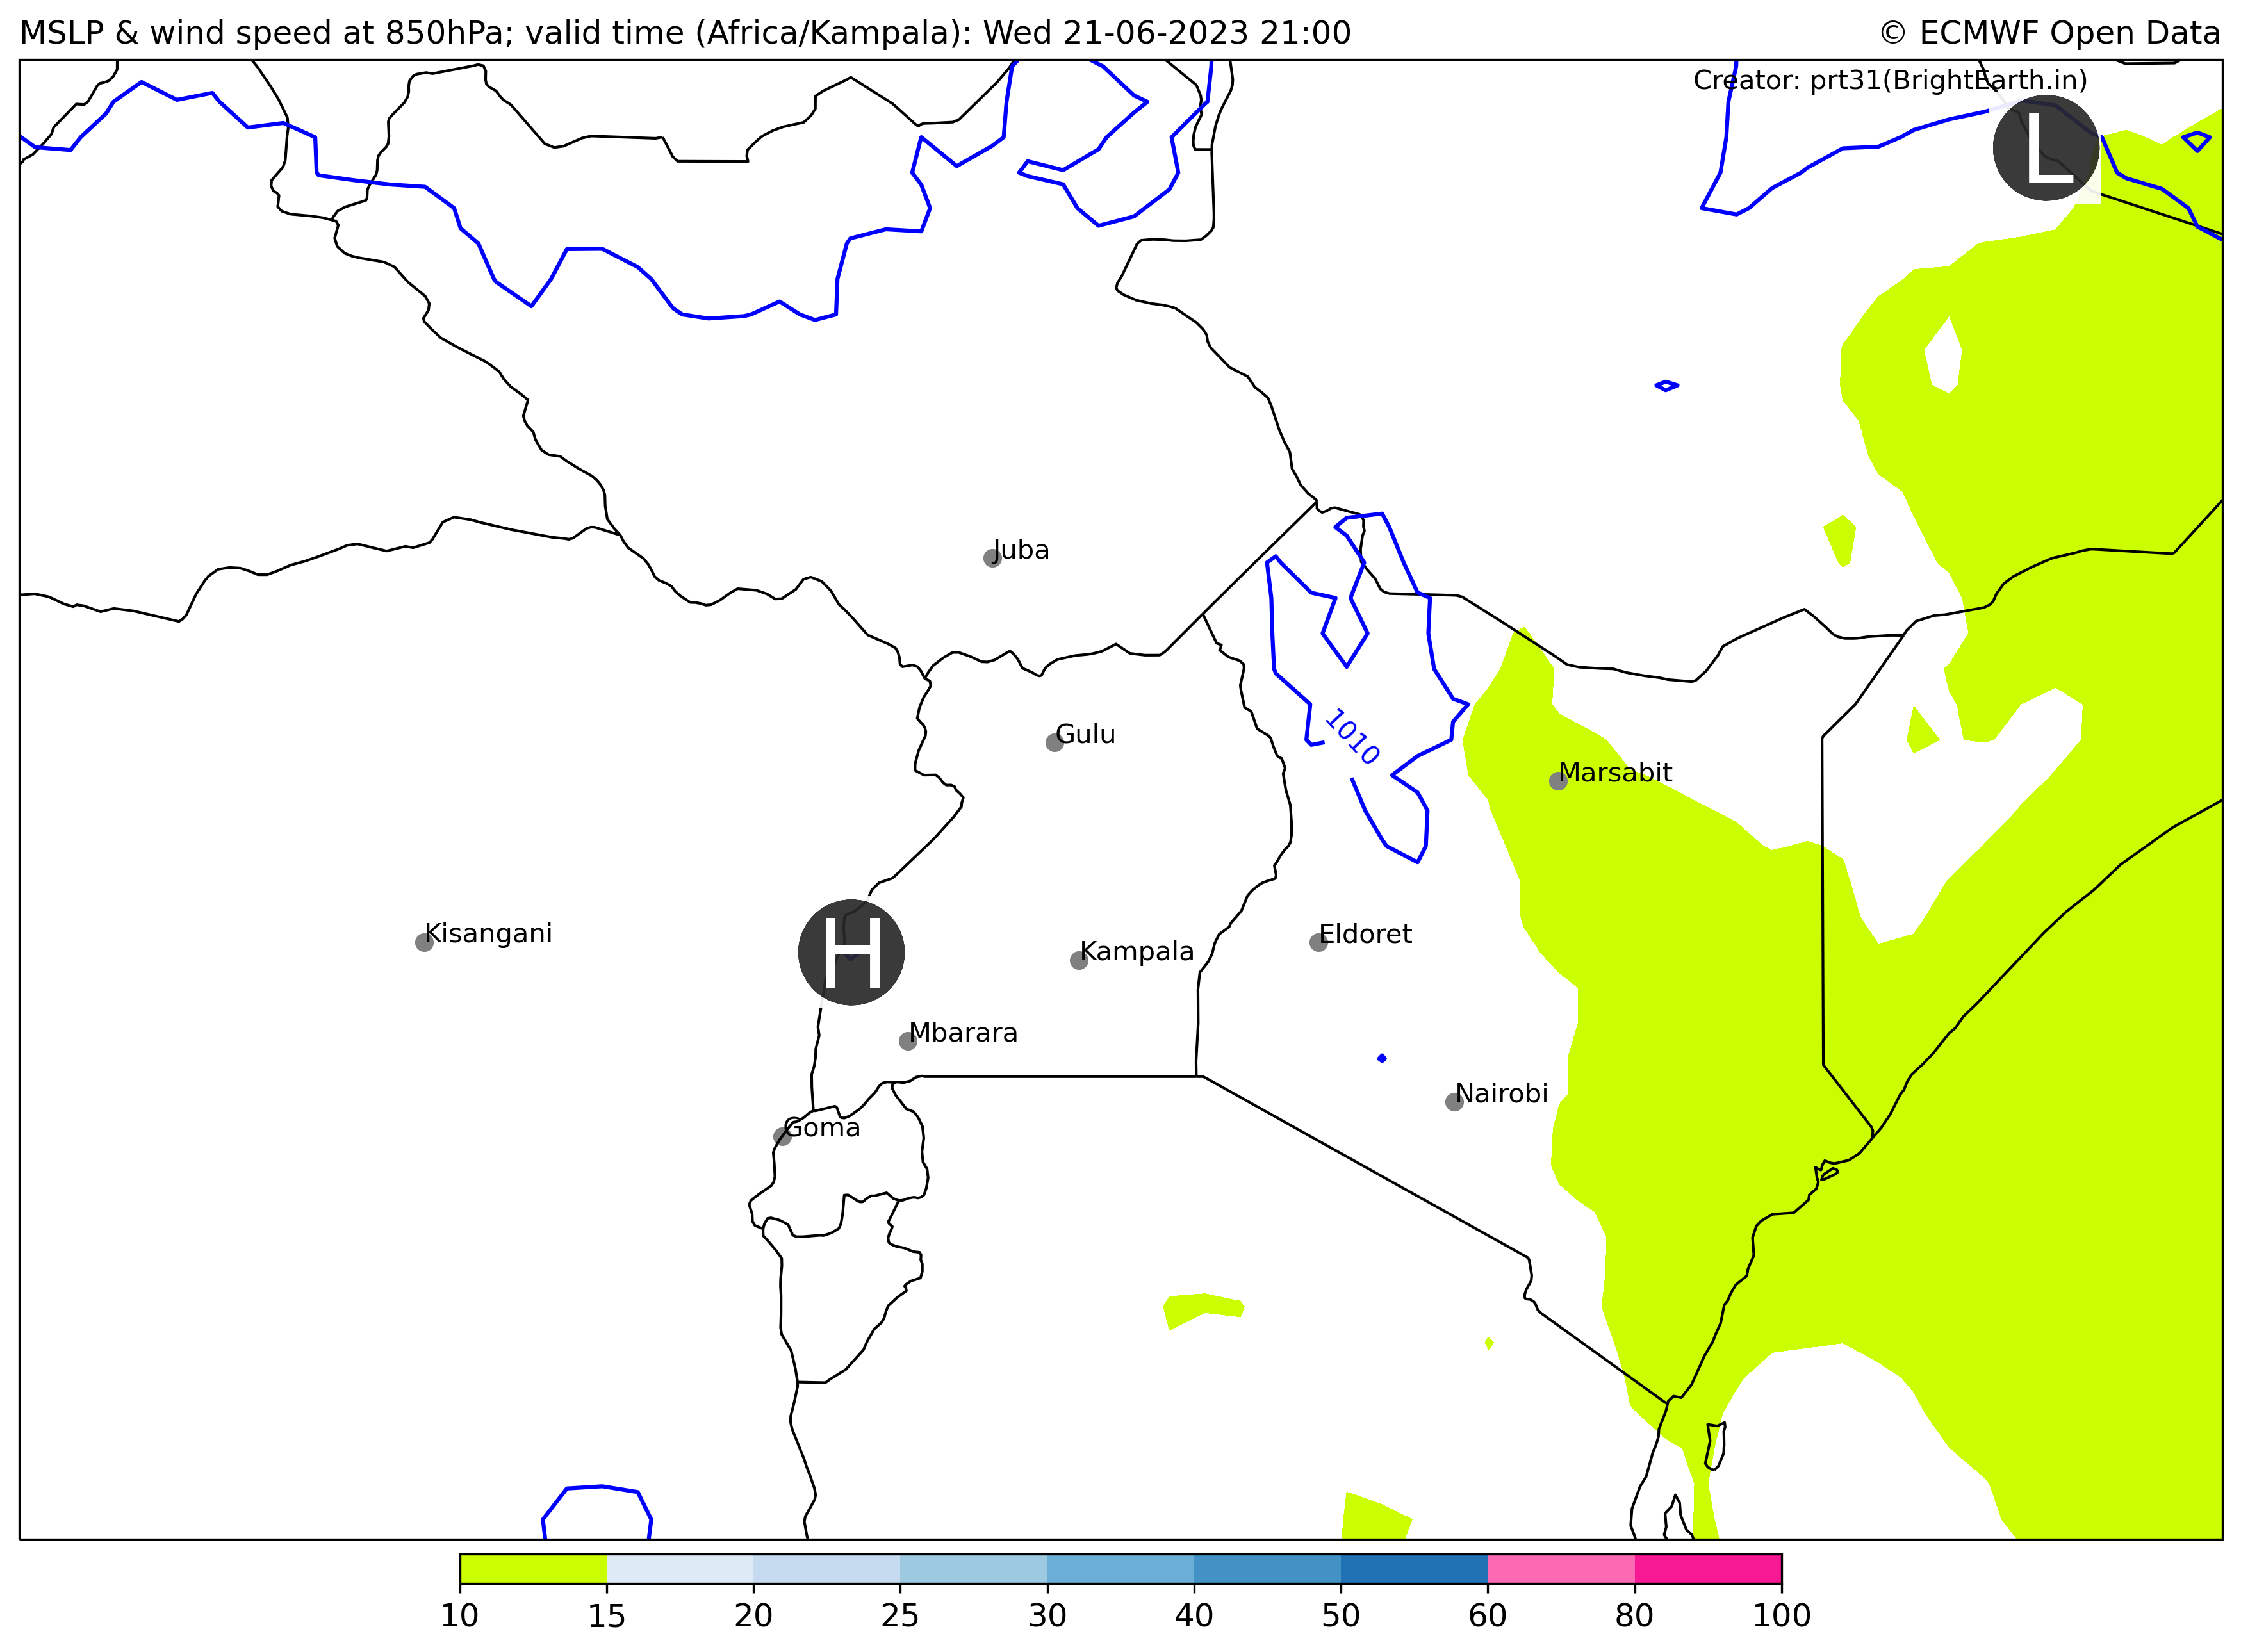 MSLP & wind speed at 850hPa; valid time (Africa/Kampala): Wed 21-06-2023 21:00
© ECMWF Open Data
Creator: prt31(BrightEarth.in)
L
Juba
1010
Gulu
Marsabit
Kisangani
Eldoret
H
Kampala
Mbarara
Nairobi
Goma
10 15 20 25 30 40 50 60 80 100